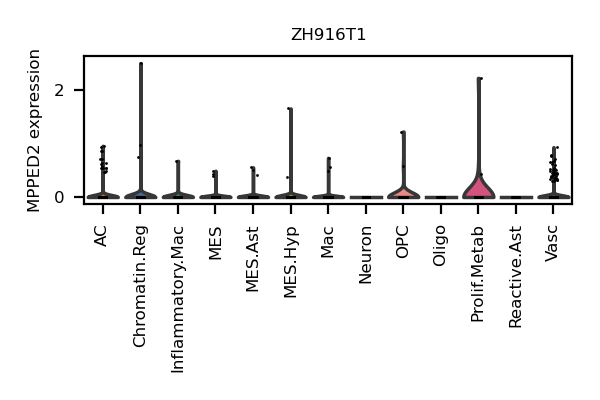 ZH916T1
MPPED2 expression
2
0
AC
Chromatin.Reg
Inflammatory.Mac
MES
MES.Ast
MES.Hyp
Mac
Neuron
OPC
Oligo
Prolif.Metab
Reactive.Ast
Vasc